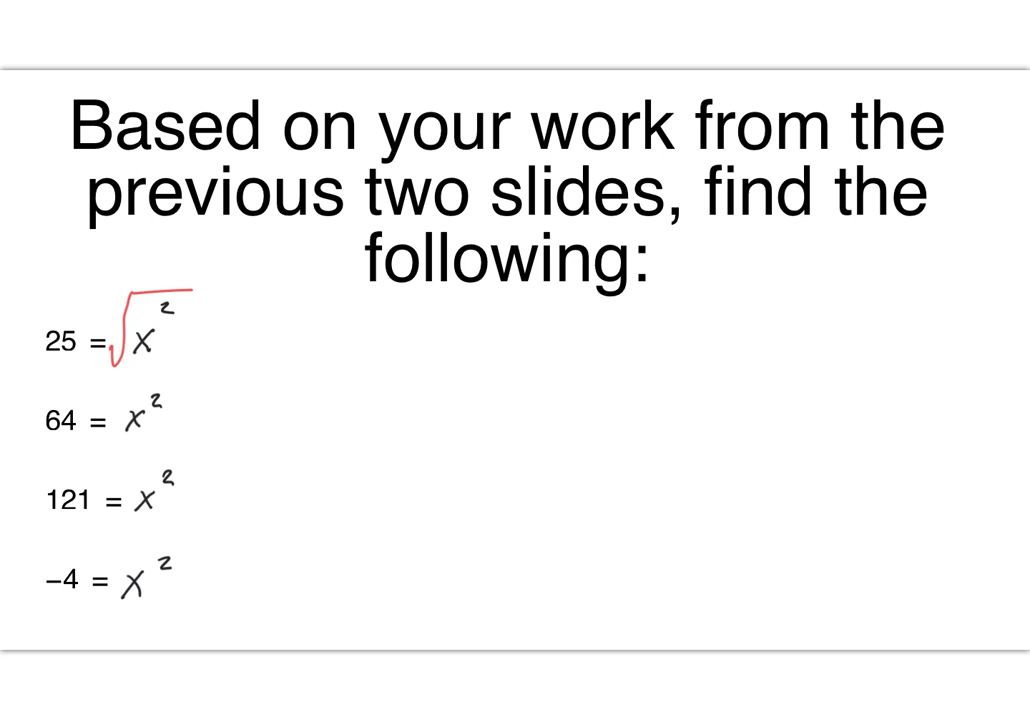 Based on your work from the
previous two slides, find the
following:
25 = √x²
64 = x²
121 = x²
−4 = x²